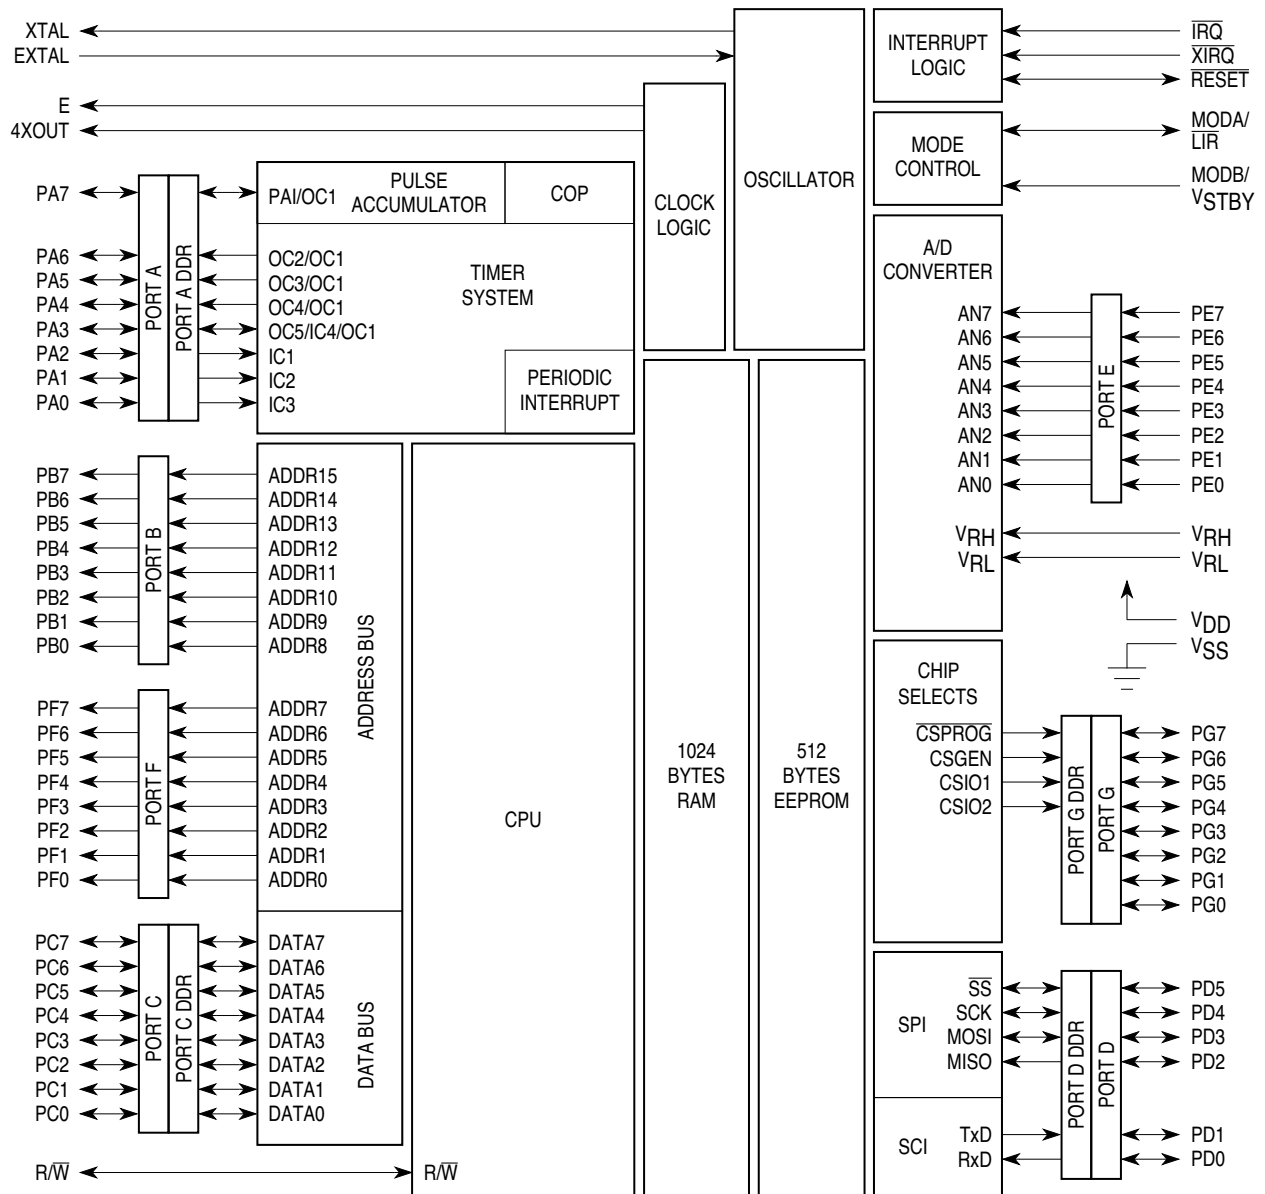 XTAL
EXTAL
E
4XOUT
PA7
PA6
PA5
PA4
PA3
PA2
PA1
PA0
PORT A
PORT A DDR
PAI/OC1
PULSE
ACCUMULATOR
COP
OC2/OC1
OC3/OC1
OC4/OC1
OC5/IC4/OC1
IC1
IC2
IC3
TIMER
SYSTEM
PERIODIC
INTERRUPT
PB7
PB6
PB5
PB4
PB3
PB2
PB1
PB0
PORT B
ADDR15
ADDR14
ADDR13
ADDR12
ADDR11
ADDR10
ADDR9
ADDR8
PF7
PF6
PF5
PF4
PF3
PF2
PF1
PF0
PORT F
ADDR7
ADDR6
ADDR5
ADDR4
ADDR3
ADDR2
ADDR1
ADDR0
ADDRESS BUS
PC7
PC6
PC5
PC4
PC3
PC2
PC1
PC0
PORT C
PORT C DDR
DATA7
DATA6
DATA5
DATA4
DATA3
DATA2
DATA1
DATA0
DATA BUS
R/W̅
R/W̅
CPU
CLOCK
LOGIC
OSCILLATOR
1024
BYTES
RAM
512
BYTES
EEPROM
INTERRUPT
LOGIC
I̅R̅Q̅
X̅I̅R̅Q̅
R̅E̅S̅E̅T̅
MODE
CONTROL
MODA/
L̅I̅R̅
MODB/
VSTBY
A/D
CONVERTER
AN7
AN6
AN5
AN4
AN3
AN2
AN1
AN0
VRH
VRL
PORT E
PE7
PE6
PE5
PE4
PE3
PE2
PE1
PE0
VRH
VRL
VDD
VSS
CHIP
SELECTS
C̅S̅P̅R̅O̅G̅
CSGEN
CSIO1
CSIO2
PORT G DDR
PORT G
PG7
PG6
PG5
PG4
PG3
PG2
PG1
PG0
SPI
S̅S̅
SCK
MOSI
MISO
SCI
TxD
RxD
PORT D DDR
PORT D
PD5
PD4
PD3
PD2
PD1
PD0